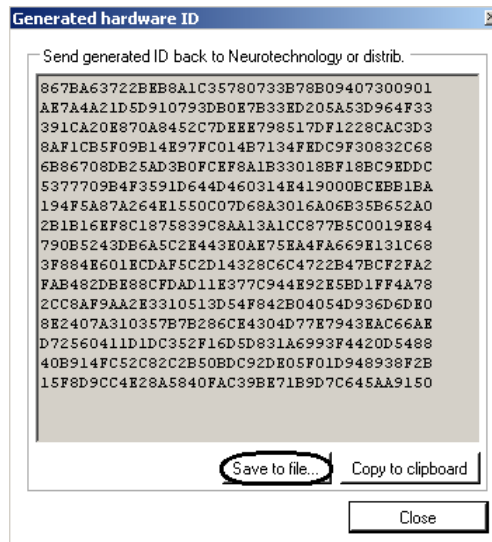 Generated hardware ID
Send generated ID back to Neurotechnology or distrib.
867BA63722BEB8A1C35780733B78B09407300901
AE7A4A21D5D910793DB0E7B33ED205A53D964F33
391CA20E870A8452C7DEEE798517DF1228CAC3D3
8AF1CB5F09B14E97FC014B7134FEDC9F30832C68
6B86708DB25AD3B0FCEF8A1B33018BF18BC9EDDC
5377709B4F3591D644D460314E419000BCEBB1BA
194F5A87A264E1550C07D68A3016A06B35B652A0
2B1B16EF8C1875839C8AA13A1CC877B5C0019E84
790B5243DB6A5C2E443E0AE75EA4FA669E131C68
3F884E601ECDAF5C2D14328C6C4722B47BCF2FA2
FAB482DBE88CFDAD11E377C944E92E5BD1FF4A78
2CC8AF9AA2E3310513D54F842B04054D936D6DE0
8E2407A310357B7B286CE4304D77E7943EAC66AE
D72560411D1DC352F16D5D831A6993F4420D5488
40B914FC52C82C2B50BDC92DE05F01D948938F2B
15F8D9CC4E28A5840FAC39BE71B9D7C645AA9150
Save to file... Copy to clipboard
Close